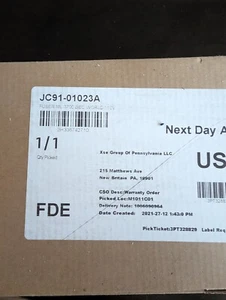 JC91-01023A
1/1
Qty Picked
Next Day A
Exe Group Of Pennsylvania LLC
US
215 Matthews Ave
New Britain PA, 18901
CSO Desc:Warranty Order
Picked Loc:M1011C01
Delivery Note: 1006060964
Date Created: 2021-27-12 1:43:0 PM
FDE
PickTicket:3PT328829 Label Req